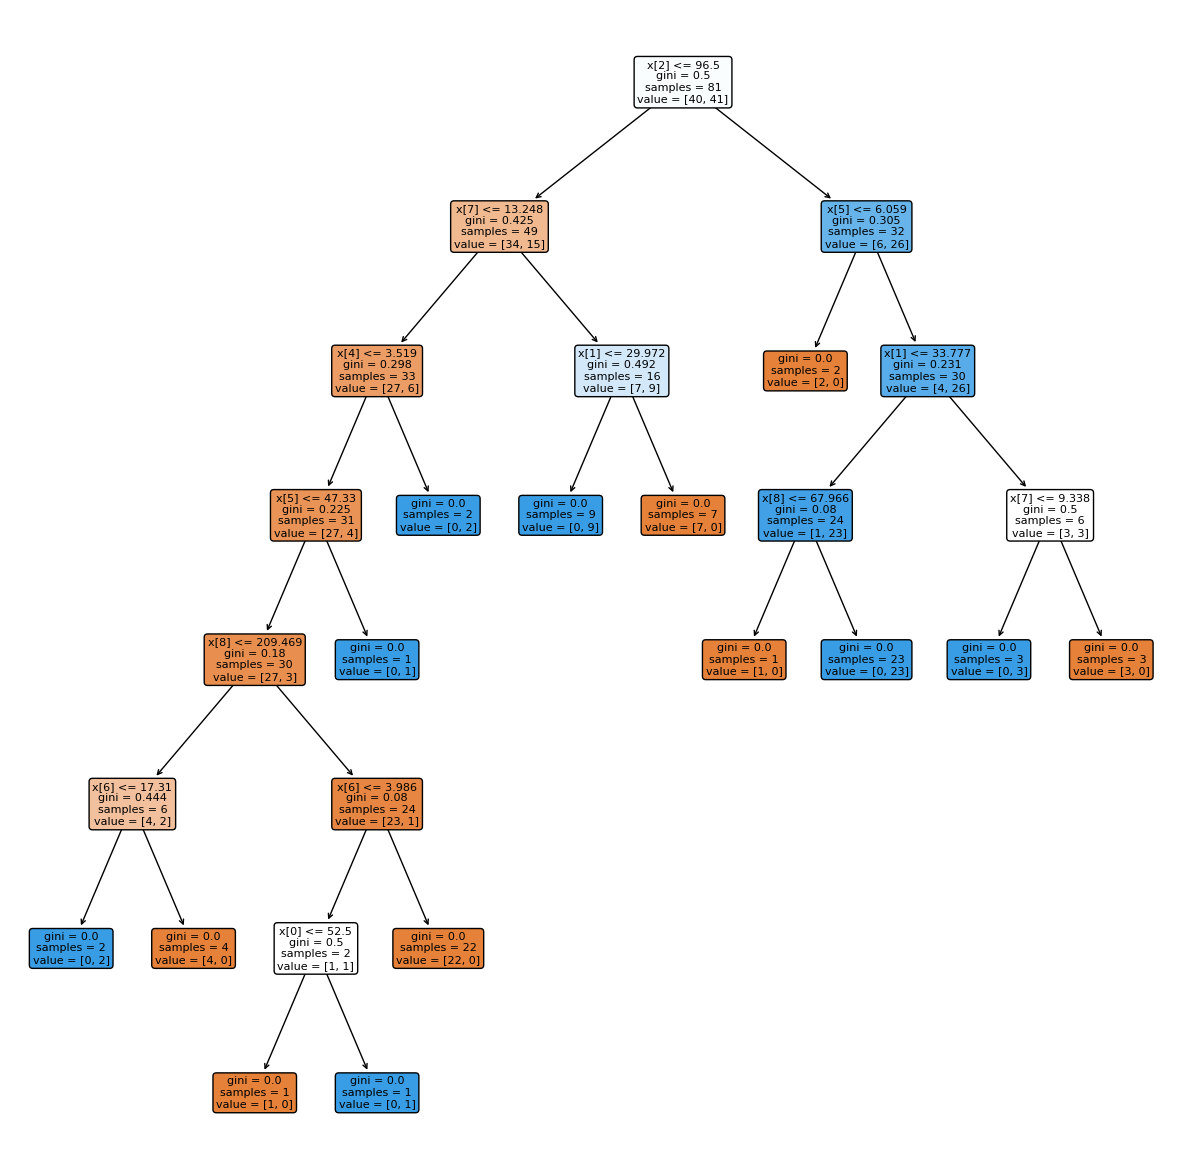 x[2] <= 96.5
gini = 0.5
samples = 81
value = [40, 41]
x[7] <= 13.248
gini = 0.425
samples = 49
value = [34, 15]
x[5] <= 6.059
gini = 0.305
samples = 32
value = [6, 26]
x[4] <= 3.519
gini = 0.298
samples = 33
value = [27, 6]
x[1] <= 29.972
gini = 0.492
samples = 16
value = [7, 9]
gini = 0.0
samples = 2
value = [2, 0]
x[1] <= 33.777
gini = 0.231
samples = 30
value = [4, 26]
x[5] <= 47.33
gini = 0.225
samples = 31
value = [27, 4]
gini = 0.0
samples = 2
value = [0, 2]
gini = 0.0
samples = 9
value = [0, 9]
gini = 0.0
samples = 7
value = [7, 0]
x[8] <= 67.966
gini = 0.08
samples = 24
value = [1, 23]
x[7] <= 9.338
gini = 0.5
samples = 6
value = [3, 3]
x[8] <= 209.469
gini = 0.18
samples = 30
value = [27, 3]
gini = 0.0
samples = 1
value = [0, 1]
gini = 0.0
samples = 1
value = [1, 0]
gini = 0.0
samples = 23
value = [0, 23]
gini = 0.0
samples = 3
value = [0, 3]
gini = 0.0
samples = 3
value = [3, 0]
x[6] <= 17.31
gini = 0.444
samples = 6
value = [4, 2]
x[6] <= 3.986
gini = 0.08
samples = 24
value = [23, 1]
gini = 0.0
samples = 2
value = [0, 2]
gini = 0.0
samples = 4
value = [4, 0]
x[0] <= 52.5
gini = 0.5
samples = 2
value = [1, 1]
gini = 0.0
samples = 22
value = [22, 0]
gini = 0.0
samples = 1
value = [1, 0]
gini = 0.0
samples = 1
value = [0, 1]